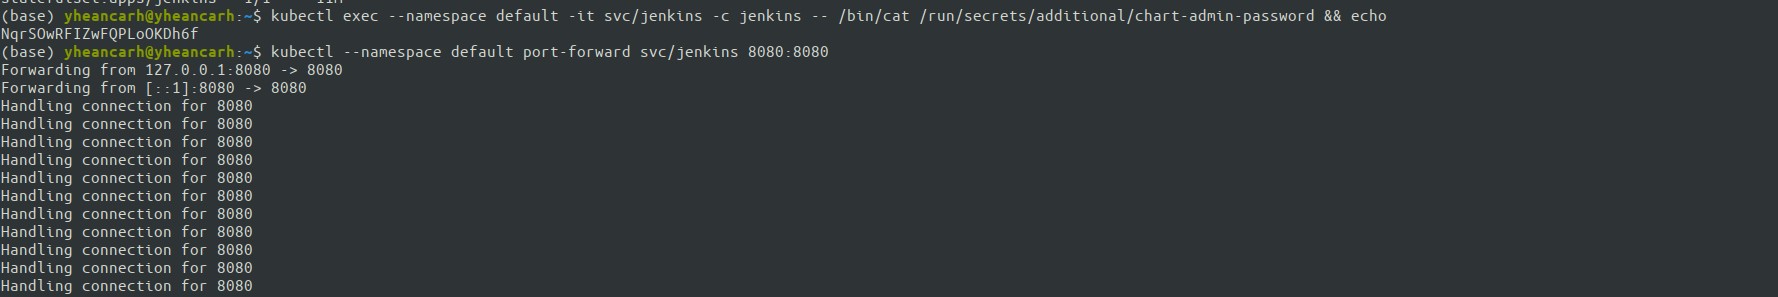 (base) yheancarh@yheancarh:~$ kubectl exec --namespace default -it svc/jenkins -c jenkins -- /bin/cat /run/secrets/additional/chart-admin-password && echo
NqrSOwRFIZwFQPLoOKDh6f
(base) yheancarh@yheancarh:~$ kubectl --namespace default port-forward svc/jenkins 8080:8080
Forwarding from 127.0.0.1:8080 -> 8080
Forwarding from [::1]:8080 -> 8080
Handling connection for 8080
Handling connection for 8080
Handling connection for 8080
Handling connection for 8080
Handling connection for 8080
Handling connection for 8080
Handling connection for 8080
Handling connection for 8080
Handling connection for 8080
Handling connection for 8080
Handling connection for 8080